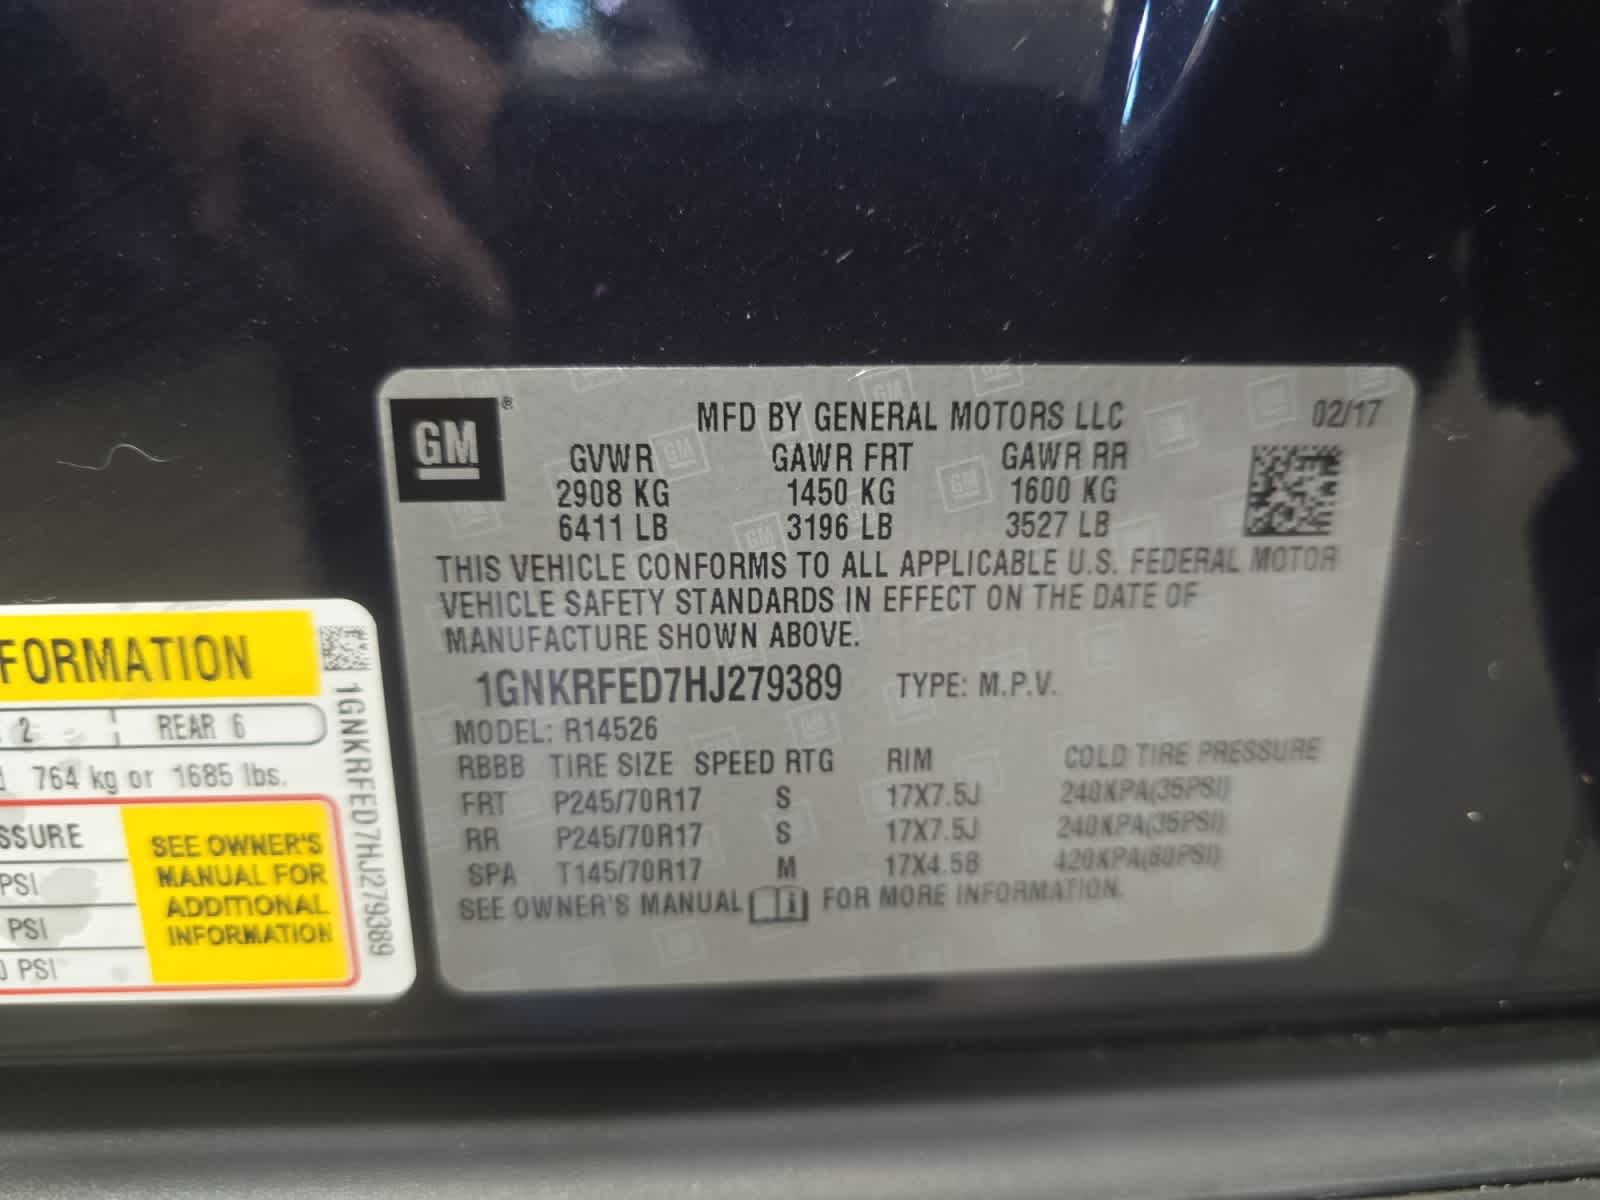 GM ®
MFD BY GENERAL MOTORS LLC 02/17
GVWR GAWR FRT GAWR RR
2908 KG 1450 KG 1600 KG
6411 LB 3196 LB 3527 LB
THIS VEHICLE CONFORMS TO ALL APPLICABLE U.S. FEDERAL MOTOR
VEHICLE SAFETY STANDARDS IN EFFECT ON THE DATE OF
MANUFACTURE SHOWN ABOVE.
1GNKRFED7HJ279389 TYPE: M.P.V.
MODEL: R14526
RBBB TIRE SIZE SPEED RTG RIM COLD TIRE PRESSURE
FRT P245/70R17 S 17X7.5J 240KPA(35PSI)
RR P245/70R17 S 17X7.5J 240KPA(35PSI)
SPA T145/70R17 M 17X4.5B 420KPA(60PSI)
SEE OWNER'S MANUAL FOR MORE INFORMATION.
FORMATION
2 REAR 6
764 kg or 1685 lbs.
SSURE
PSI
PSI
0 PSI
SEE OWNER'S
MANUAL FOR
ADDITIONAL
INFORMATION
1GNKRFED7HJ279389